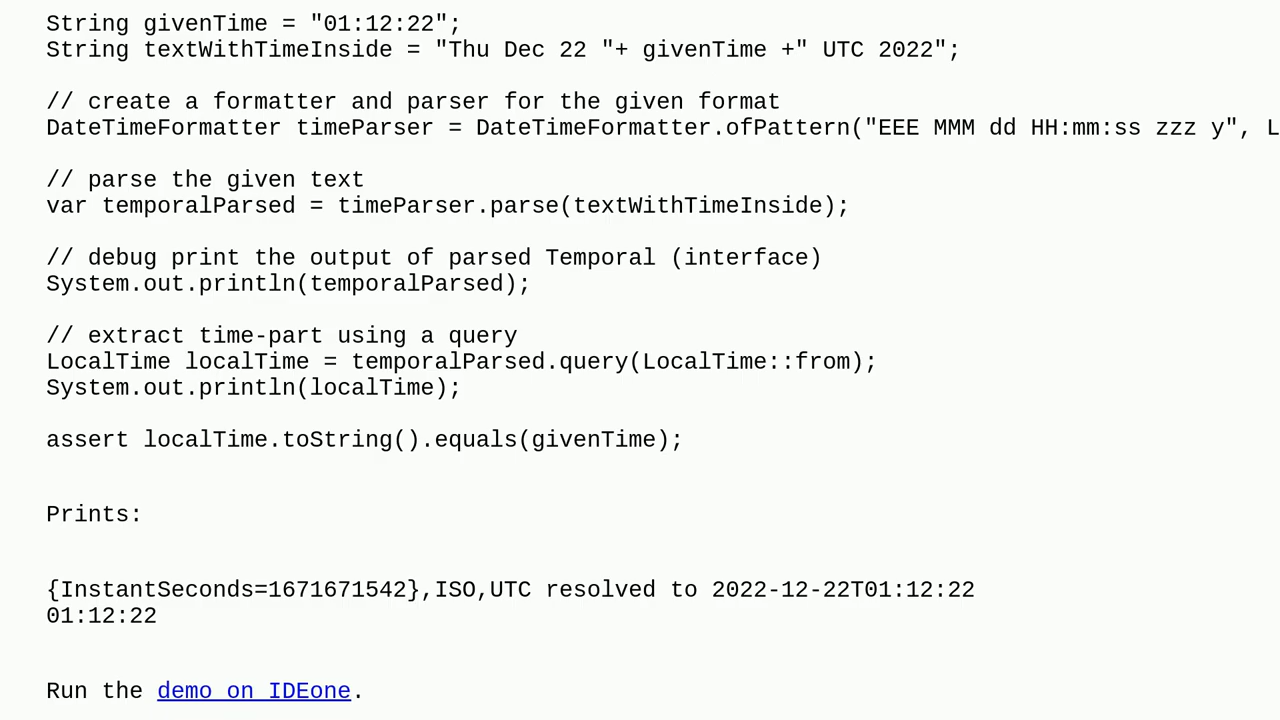 String givenTime = "01:12:22";
String textWithTimeInside = "Thu Dec 22 "+ givenTime +" UTC 2022";
// create a formatter and parser for the given format
DateTimeFormatter timeParser = DateTimeFormatter.ofPattern("EEE MMM dd HH:mm:ss zzz y", L
// parse the given text
var temporalParsed = timeParser.parse(textWithTimeInside);
// debug print the output of parsed Temporal (interface)
System.out.println(temporalParsed);
// extract time-part using a query
LocalTime localTime = temporalParsed.query(LocalTime::from);
System.out.println(localTime);
assert localTime.toString().equals(givenTime);
Prints:
{InstantSeconds=1671671542},ISO,UTC resolved to 2022-12-22T01:12:22
01:12:22
Run the demo on IDEone.